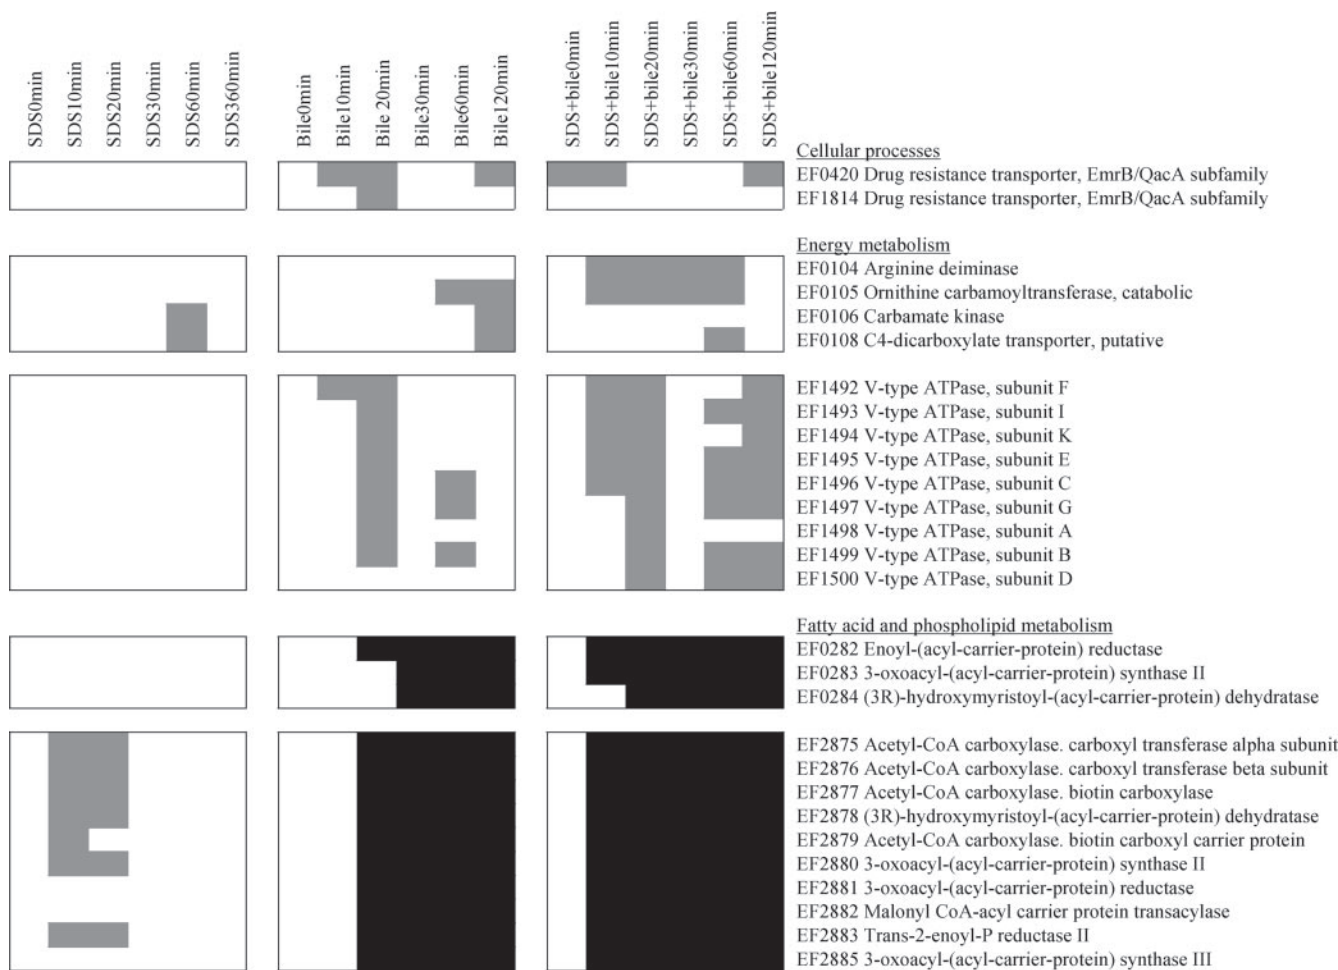 SDS0min
SDS10min
SDS20min
SDS30min
SDS60min
SDS360min
Bile0min
Bile10min
Bile 20min
Bile30min
Bile60min
Bile120min
SDS+bile0min
SDS+bile10min
SDS+bile20min
SDS+bile30min
SDS+bile60min
SDS+bile120min
Cellular processes
EF0420 Drug resistance transporter, EmrB/QacA subfamily
EF1814 Drug resistance transporter, EmrB/QacA subfamily
Energy metabolism
EF0104 Arginine deiminase
EF0105 Ornithine carbamoyltransferase, catabolic
EF0106 Carbamate kinase
EF0108 C4-dicarboxylate transporter, putative
EF1492 V-type ATPase, subunit F
EF1493 V-type ATPase, subunit I
EF1494 V-type ATPase, subunit K
EF1495 V-type ATPase, subunit E
EF1496 V-type ATPase, subunit C
EF1497 V-type ATPase, subunit G
EF1498 V-type ATPase, subunit A
EF1499 V-type ATPase, subunit B
EF1500 V-type ATPase, subunit D
Fatty acid and phospholipid metabolism
EF0282 Enoyl-(acyl-carrier-protein) reductase
EF0283 3-oxoacyl-(acyl-carrier-protein) synthase II
EF0284 (3R)-hydroxymyristoyl-(acyl-carrier-protein) dehydratase
EF2875 Acetyl-CoA carboxylase. carboxyl transferase alpha subunit
EF2876 Acetyl-CoA carboxylase. carboxyl transferase beta subunit
EF2877 Acetyl-CoA carboxylase. biotin carboxylase
EF2878 (3R)-hydroxymyristoyl-(acyl-carrier-protein) dehydratase
EF2879 Acetyl-CoA carboxylase. biotin carboxyl carrier protein
EF2880 3-oxoacyl-(acyl-carrier-protein) synthase II
EF2881 3-oxoacyl-(acyl-carrier-protein) reductase
EF2882 Malonyl CoA-acyl carrier protein transacylase
EF2883 Trans-2-enoyl-P reductase II
EF2885 3-oxoacyl-(acyl-carrier-protein) synthase III